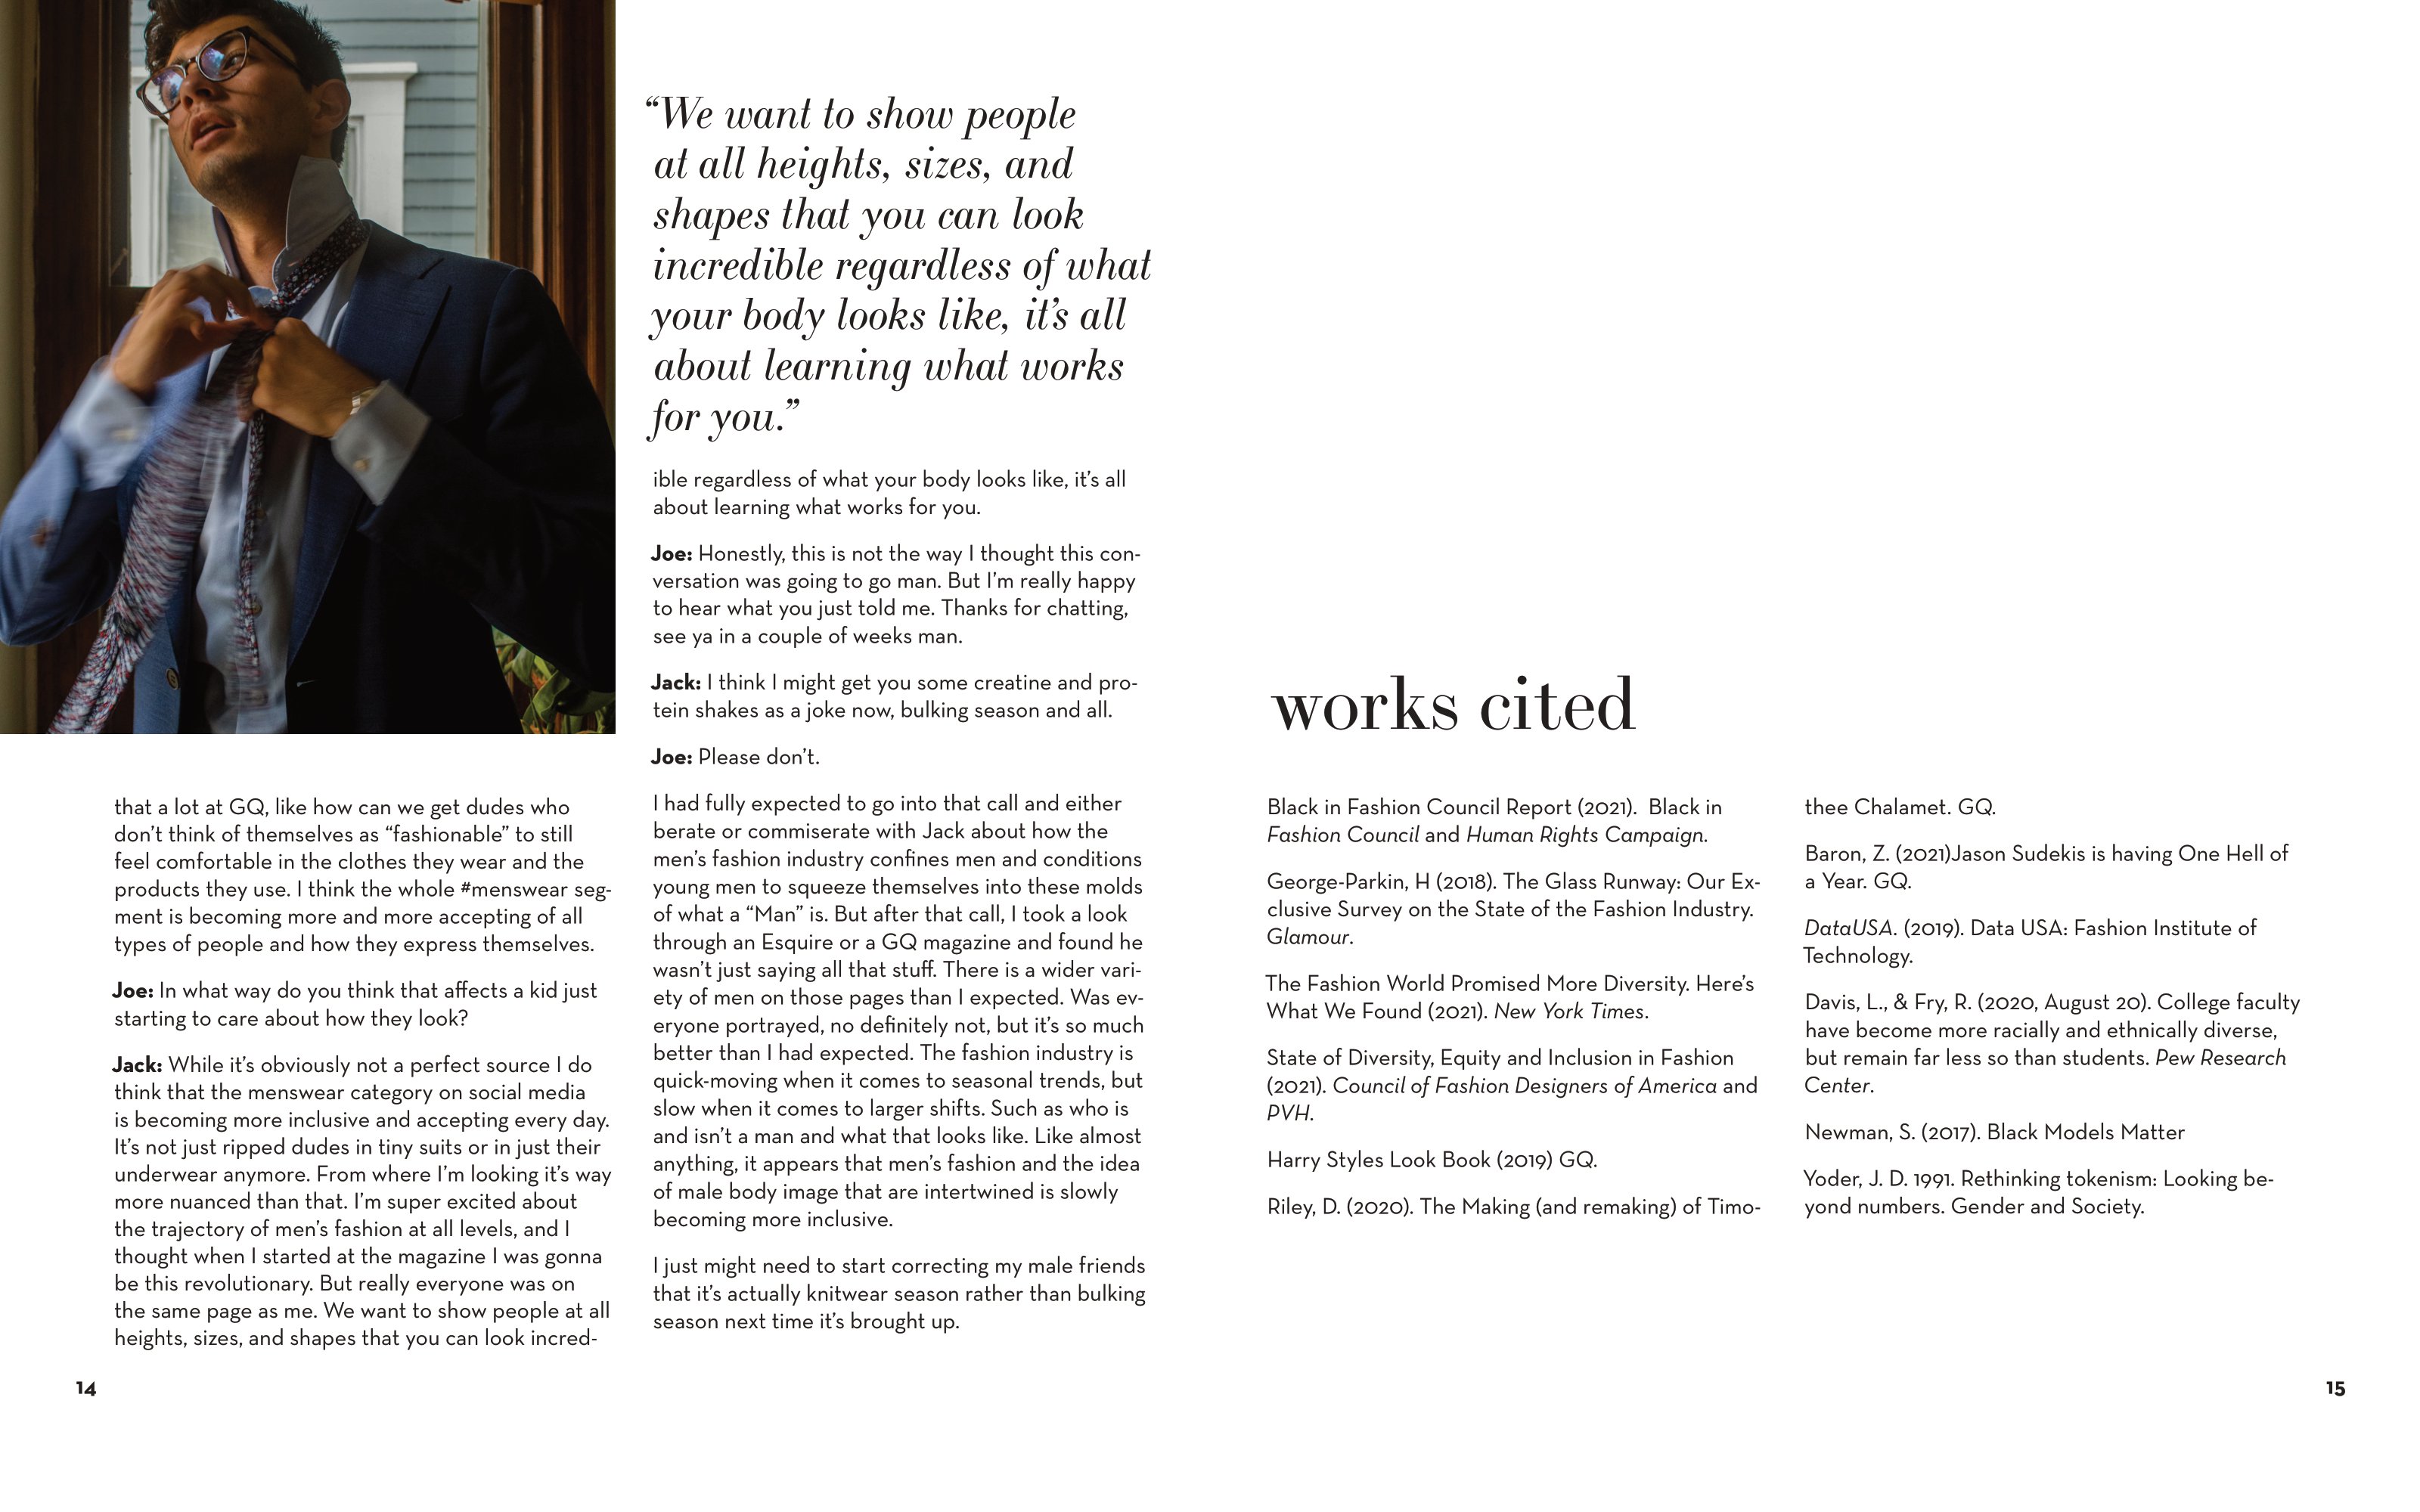 that a lot at GQ, like how can we get dudes who
don’t think of themselves as “fashionable” to still
feel comfortable in the clothes they wear and the
products they use. I think the whole #menswear seg-
ment is becoming more and more accepting of all
types of people and how they express themselves.
Joe: In what way do you think that affects a kid just
starting to care about how they look?
Jack: While it’s obviously not a perfect source I do
think that the menswear category on social media
is becoming more inclusive and accepting every day.
It’s not just ripped dudes in tiny suits or in just their
underwear anymore. From where I’m looking it’s way
more nuanced than that. I’m super excited about
the trajectory of men’s fashion at all levels, and I
thought when I started at the magazine I was gonna
be this revolutionary. But really everyone was on
the same page as me. We want to show people at all
heights, sizes, and shapes that you can look incred-
“We want to show people
at all heights, sizes, and
shapes that you can look
incredible regardless of what
your body looks like, it’s all
about learning what works
for you.”
ible regardless of what your body looks like, it’s all
about learning what works for you.
Joe: Honestly, this is not the way I thought this con-
versation was going to go man. But I’m really happy
to hear what you just told me. Thanks for chatting,
see ya in a couple of weeks man.
Jack: I think I might get you some creatine and pro-
tein shakes as a joke now, bulking season and all.
Joe: Please don’t.
I had fully expected to go into that call and either
berate or commiserate with Jack about how the
men’s fashion industry confines men and conditions
young men to squeeze themselves into these molds
of what a “Man” is. But after that call, I took a look
through an Esquire or a GQ magazine and found he
wasn’t just saying all that stuff. There is a wider vari-
ety of men on those pages than I expected. Was ev-
eryone portrayed, no definitely not, but it’s so much
better than I had expected. The fashion industry is
quick-moving when it comes to seasonal trends, but
slow when it comes to larger shifts. Such as who is
and isn’t a man and what that looks like. Like almost
anything, it appears that men’s fashion and the idea
of male body image that are intertwined is slowly
becoming more inclusive.
I just might need to start correcting my male friends
that it’s actually knitwear season rather than bulking
season next time it’s brought up.
14
works cited
Black in Fashion Council Report (2021).  Black in
Fashion Council and Human Rights Campaign.
George-Parkin, H (2018). The Glass Runway: Our Ex-
clusive Survey on the State of the Fashion Industry.
Glamour.
The Fashion World Promised More Diversity. Here’s
What We Found (2021). New York Times.
State of Diversity, Equity and Inclusion in Fashion
(2021). Council of Fashion Designers of America and
PVH.
Harry Styles Look Book (2019) GQ.
Riley, D. (2020). The Making (and remaking) of Timo-
thee Chalamet. GQ.
Baron, Z. (2021)Jason Sudekis is having One Hell of
a Year. GQ.
DataUSA. (2019). Data USA: Fashion Institute of
Technology.
Davis, L., & Fry, R. (2020, August 20). College faculty
have become more racially and ethnically diverse,
but remain far less so than students. Pew Research
Center.
Newman, S. (2017). Black Models Matter
Yoder, J. D. 1991. Rethinking tokenism: Looking be-
yond numbers. Gender and Society.
15